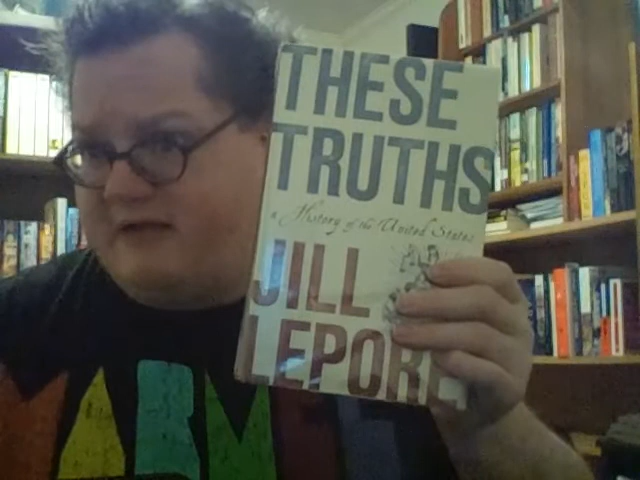 THESE
TRUTHS
a History of the United States
JILL
LEPORE